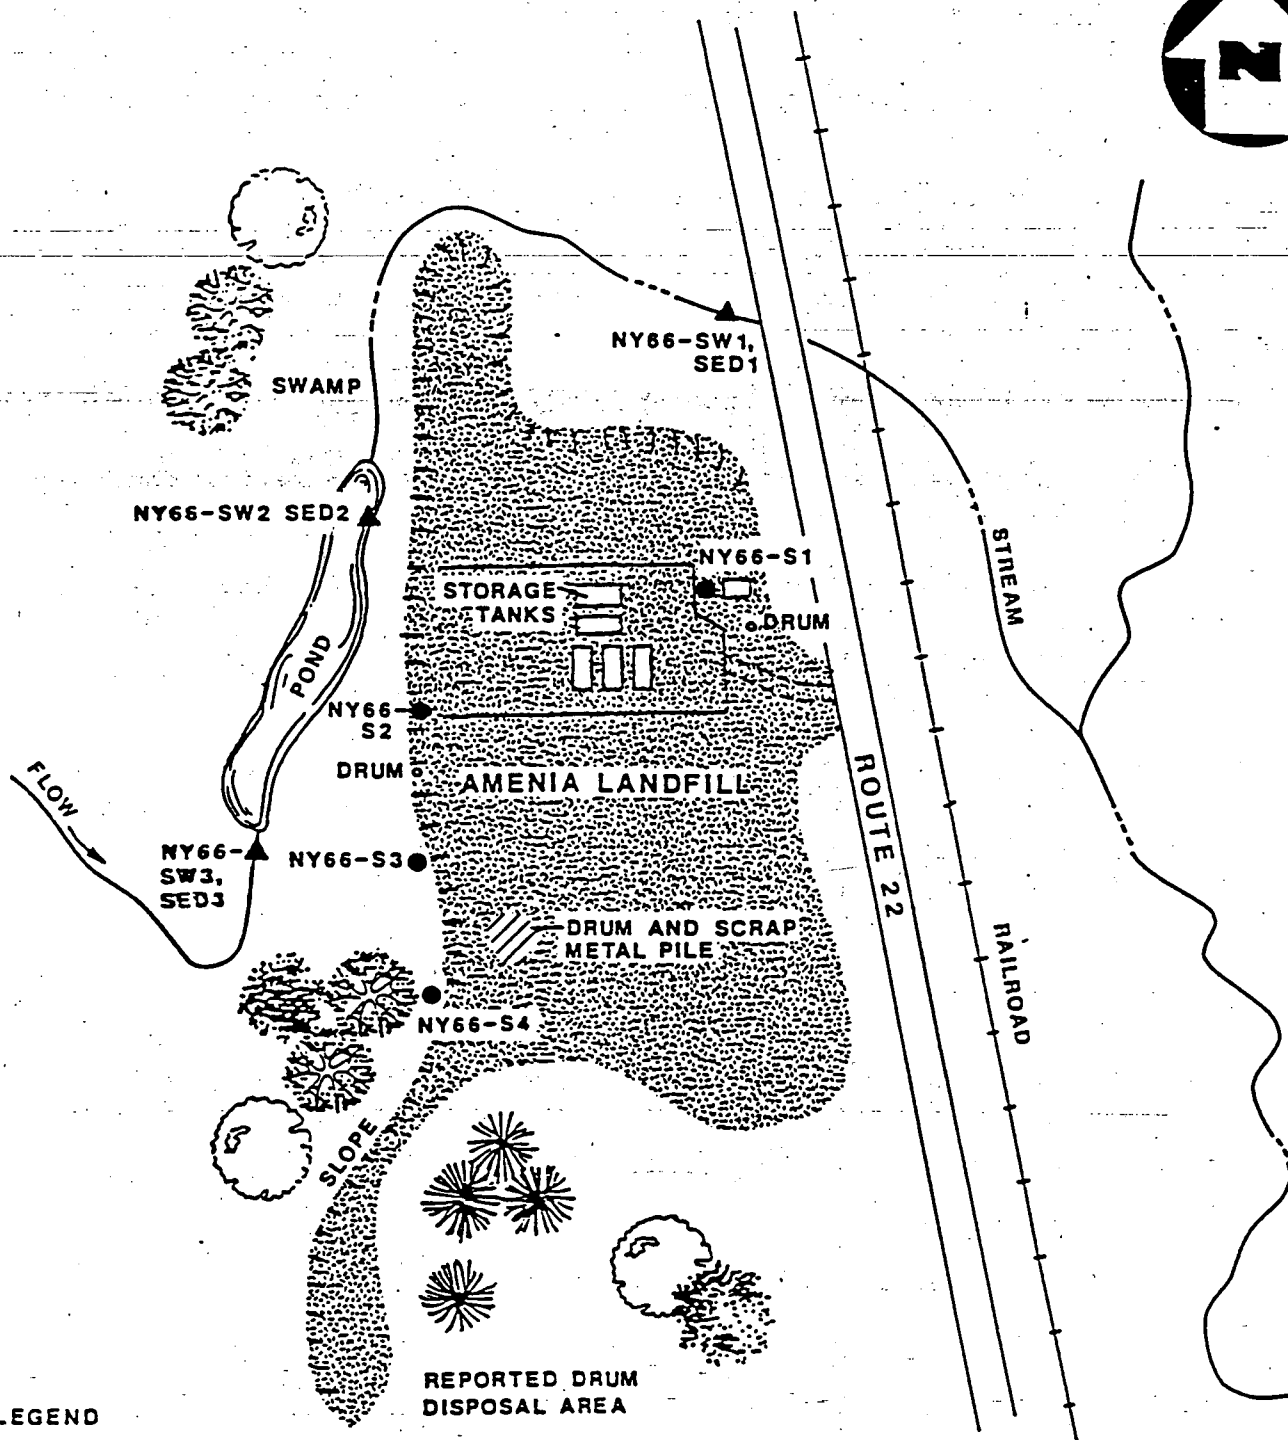 N
NY66-SW1,
SED1
SWAMP
NY66-SW2 SED2
NY66-S1
STORAGE
TANKS
DRUM
STREAM
POND
NY66-
S2
DRUM
AMENIA LANDFILL
FLOW
ROUTE 22
NY66-
SW3,
SED3
NY66-S3
DRUM AND SCRAP
METAL PILE
RAILROAD
NY66-S4
SLOPE
REPORTED DRUM
DISPOSAL AREA
LEGEND